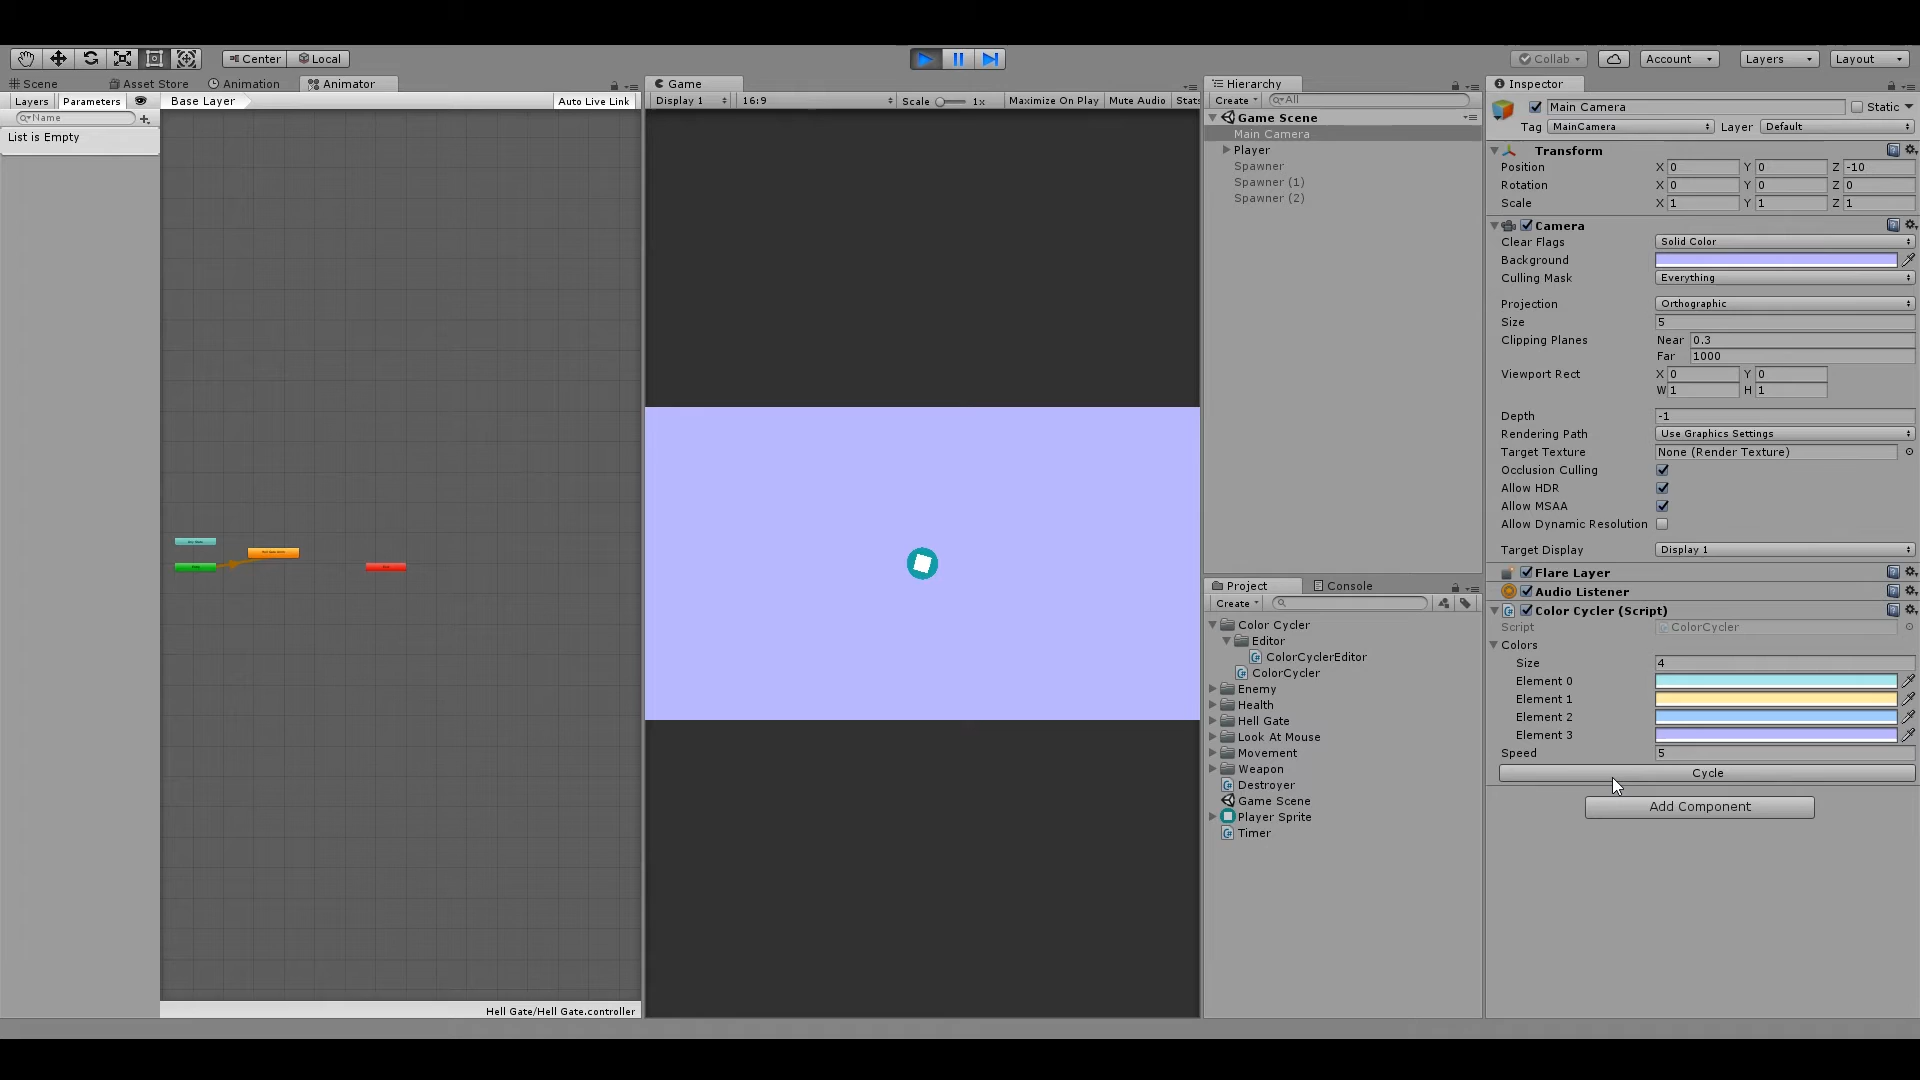 Center
Local
Collab
Account
Layers
Layout
Scene
Asset Store
Animation
Animator
Layers
Parameters
Base Layer
Auto Live Link
Name
List is Empty
Hell Gate/Hell Gate.controller
Game
Display 1
16:9
Scale
1x
Maximize On Play
Mute Audio
Stats
Hierarchy
Create
All
Game Scene
Main Camera
Player
Spawner
Spawner (1)
Spawner (2)
Project
Console
Create
Color Cycler
Editor
ColorCyclerEditor
ColorCycler
Enemy
Health
Hell Gate
Look At Mouse
Movement
Weapon
Destroyer
Game Scene
Player Sprite
Timer
Inspector
Main Camera
Static
Tag MainCamera Layer Default
Transform
Position X 0 Y 0 Z -10
Rotation X 0 Y 0 Z 0
Scale X 1 Y 1 Z 1
Camera
Clear Flags Solid Color
Background
Culling Mask Everything
Projection Orthographic
Size 5
Clipping Planes Near 0.3
Far 1000
Viewport Rect X 0 Y 0
W 1 H 1
Depth -1
Rendering Path Use Graphics Settings
Target Texture None (Render Texture)
Occlusion Culling
Allow HDR
Allow MSAA
Allow Dynamic Resolution
Target Display Display 1
Flare Layer
Audio Listener
Color Cycler (Script)
Script ColorCycler
Colors
Size 4
Element 0
Element 1
Element 2
Element 3
Speed 5
Cycle
Add Component